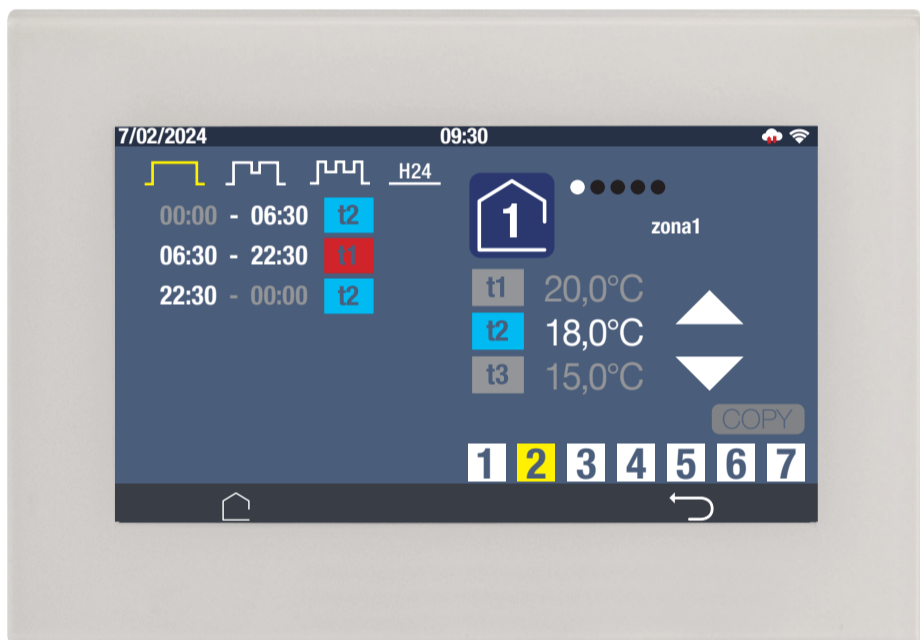 7/02/2024 09:30
H24
00:00 - 06:30 t2
06:30 - 22:30 t1
22:30 - 00:00 t2
1
zona1
t1 20,0°C
t2 18,0°C
t3 15,0°C
COPY
1 2 3 4 5 6 7